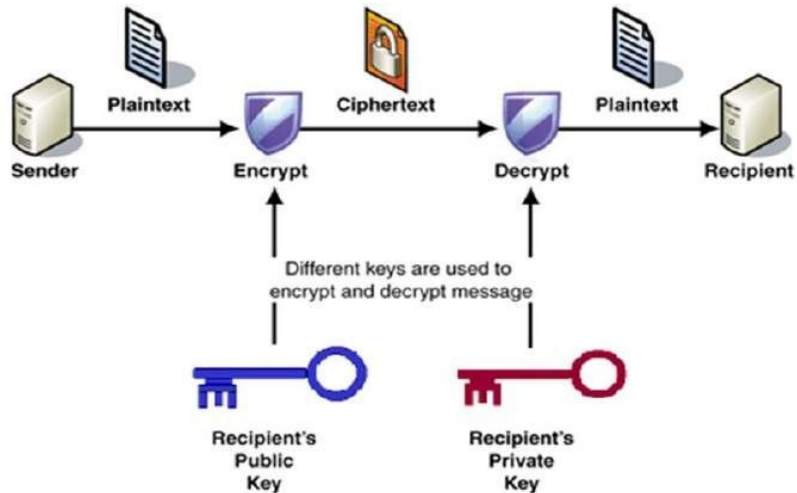 Plaintext
Ciphertext
Plaintext
Sender
Encrypt
Decrypt
Recipient
Different keys are used to
encrypt and decrypt message
Recipient's
Public
Key
Recipient's
Private
Key